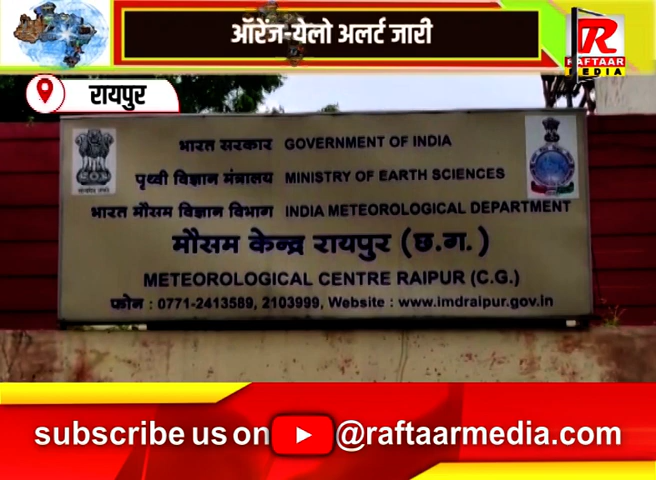 ऑरेंज-येलो अलर्ट जारी
R
RAFTAAR
MEDIA
रायपुर
भारत सरकार GOVERNMENT OF INDIA
पृथ्वी विज्ञान मंत्रालय MINISTRY OF EARTH SCIENCES
भारत मौसम विज्ञान विभाग INDIA METEOROLOGICAL DEPARTMENT
मौसम केन्द्र रायपुर (छ.ग.)
METEOROLOGICAL CENTRE RAIPUR (C.G.)
फोन : 0771-2413589, 2103999, Website : www.imdraipur.gov.in
subscribe us on @raftaarmedia.com